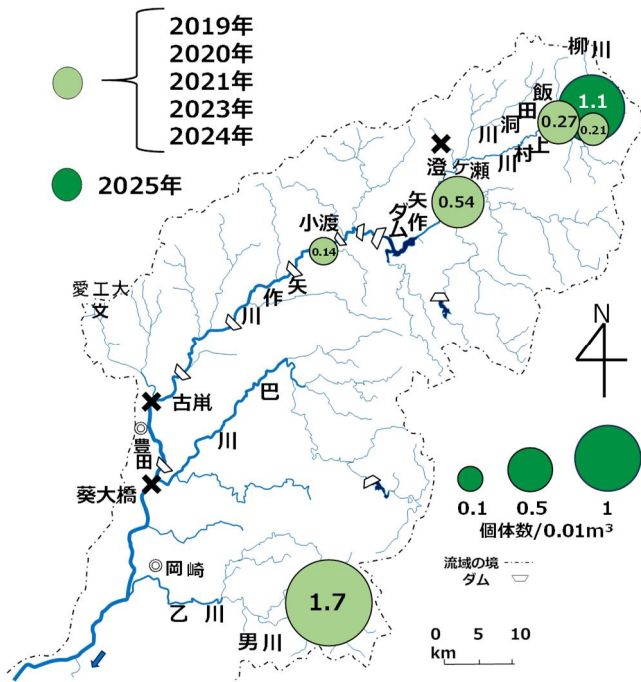 2019年
2020年
2021年
2023年
2024年
2025年
柳川
飯田洞川
上村川
1.1
0.27
0.21
澄ヶ瀬
0.54
矢作ダム
小渡
0.14
矢作川
愛工大
文
古鼡
巴川
豊田
葵大橋
岡崎
乙川
男川
1.7
N
0.1 0.5 1
個体数/0.01m³
流域の境
ダム
0 5 10
km